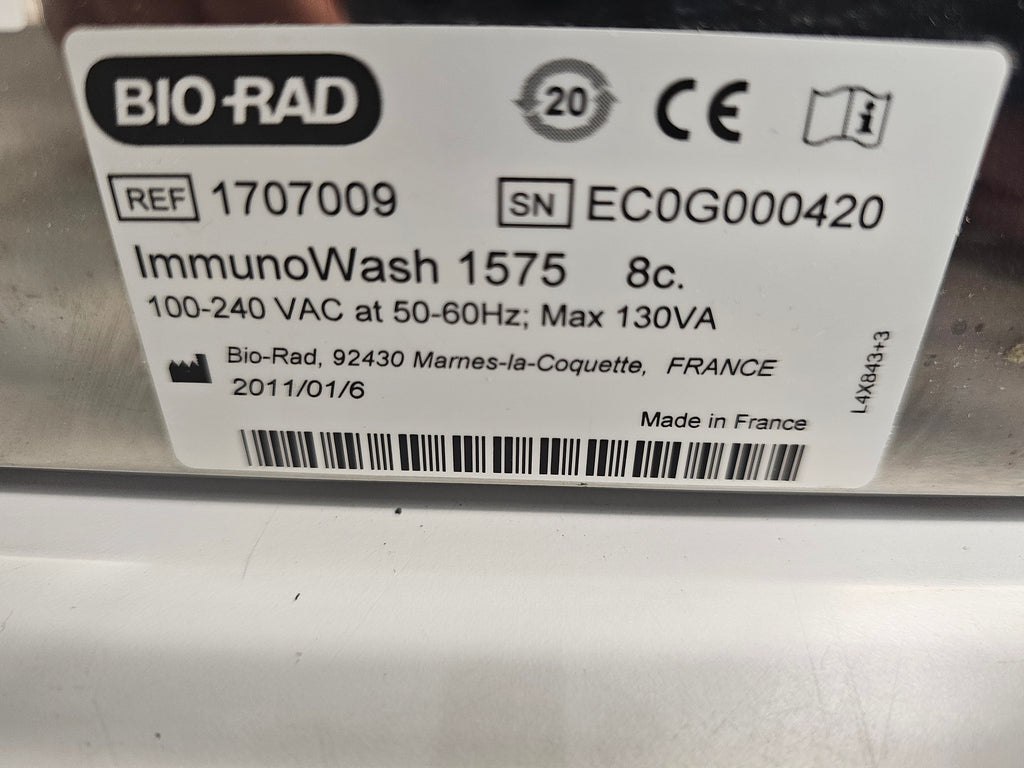 BIO-RAD
20 CE i
REF 1707009 SN EC0G000420
ImmunoWash 1575 8c.
100-240 VAC at 50-60Hz; Max 130VA
Bio-Rad, 92430 Marnes-la-Coquette, FRANCE
2011/01/6
Made in France
L4X843+3